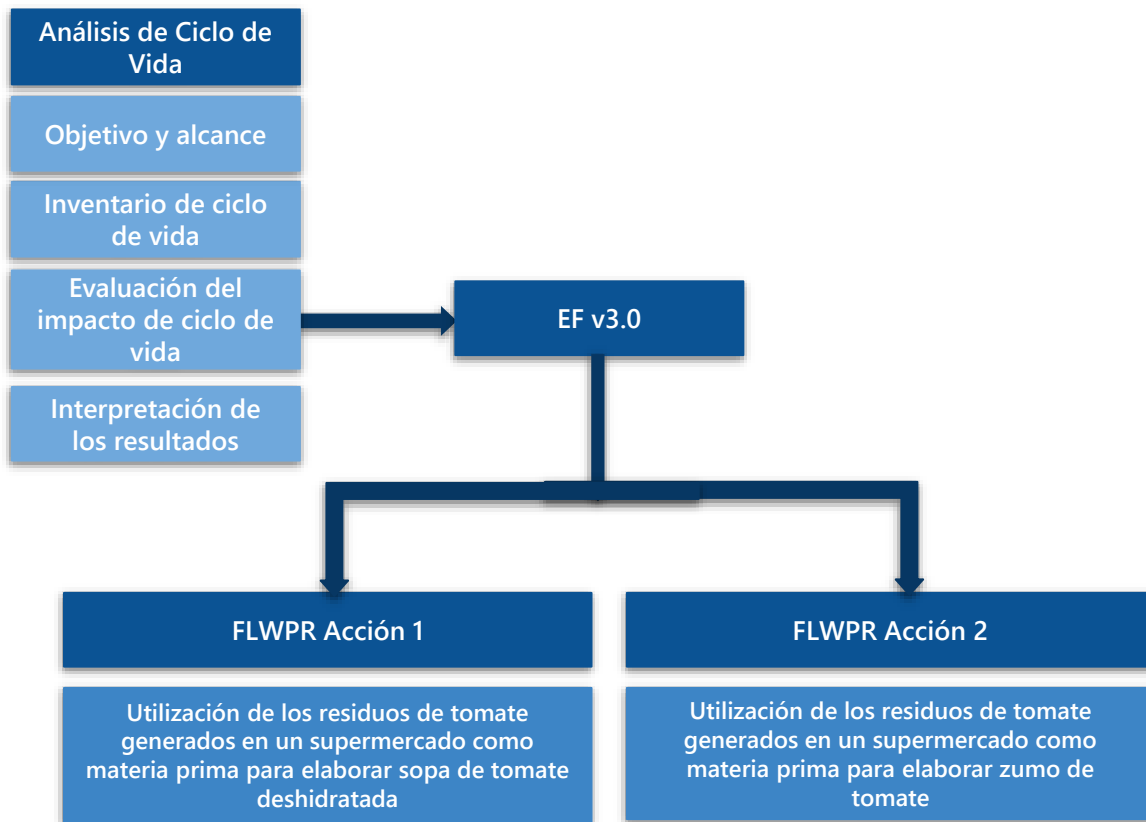 Análisis de Ciclo de
Vida
Objetivo y alcance
Inventario de ciclo
de vida
Evaluación del
impacto de ciclo de
vida
Interpretación de
los resultados
EF v3.0
FLWPR Acción 1
Utilización de los residuos de tomate
generados en un supermercado como
materia prima para elaborar sopa de tomate
deshidratada
FLWPR Acción 2
Utilización de los residuos de tomate
generados en un supermercado como
materia prima para elaborar zumo de
tomate